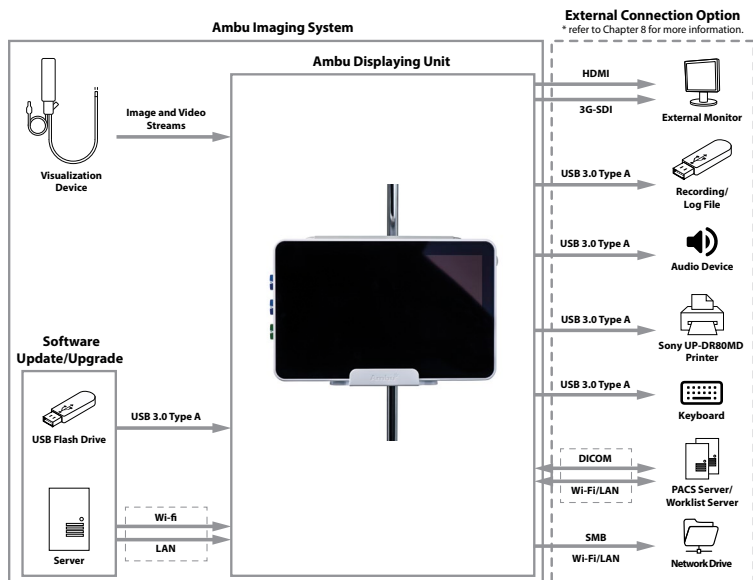 Ambu Imaging System
External Connection Option
* refer to Chapter 8 for more information.
Ambu Displaying Unit
Image and Video
Streams
Visualization
Device
HDMI
3G-SDI
External Monitor
USB 3.0 Type A
Recording/
Log File
USB 3.0 Type A
Audio Device
USB 3.0 Type A
Sony UP-DR80MD
Printer
Software
Update/Upgrade
USB Flash Drive
USB 3.0 Type A
USB 3.0 Type A
Keyboard
DICOM
Wi-Fi/LAN
PACS Server/
Worklist Server
Wi-fi
LAN
Server
SMB
Wi-Fi/LAN
Network Drive